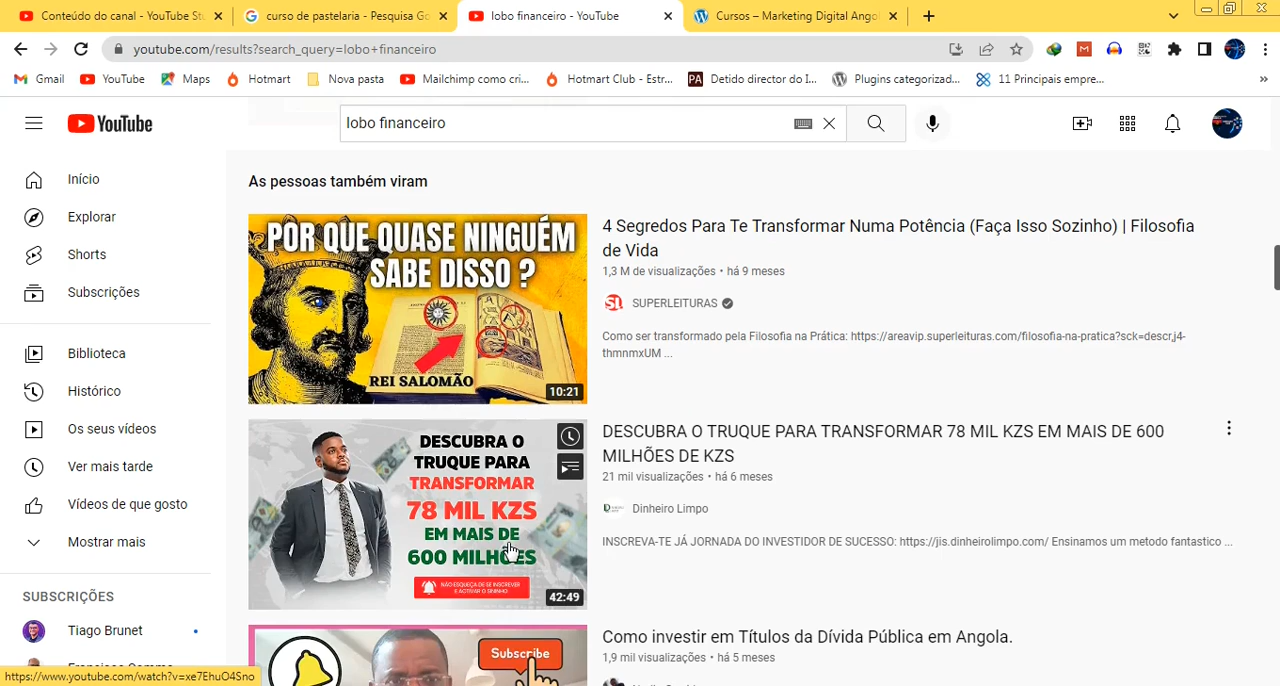 Conteúdo do canal - YouTube St
curso de pastelaria - Pesquisa Go
lobo financeiro - YouTube
Cursos – Marketing Digital Angol
youtube.com/results?search_query=lobo+financeiro
Gmail
YouTube
Maps
Hotmart
Nova pasta
Mailchimp como cri...
Hotmart Club - Estr...
PA
Detido director do I...
Plugins categorizad...
11 Principais empre...
YouTube
lobo financeiro
Início
Explorar
Shorts
Subscrições
Biblioteca
Histórico
Os seus vídeos
Ver mais tarde
Vídeos de que gosto
Mostrar mais
SUBSCRIÇÕES
Tiago Brunet
https://www.youtube.com/watch?v=xe7EhuO4Sno
As pessoas também viram
POR QUE QUASE NINGUÉM
SABE DISSO ?
REI SALOMÃO
10:21
4 Segredos Para Te Transformar Numa Potência (Faça Isso Sozinho) | Filosofia
de Vida
1,3 M de visualizações • há 9 meses
SUPERLEITURAS
Como ser transformado pela Filosofia na Prática: https://areavip.superleituras.com/filosofia-na-pratica?sck=descr,j4-
thmnmxUM ...
DESCUBRA O
TRUQUE PARA
TRANSFORMAR
78 MIL KZS
EM MAIS DE
600 MILHÕES
NÃO ESQUEÇA DE SE INSCREVER
E ACTIVAR O SININHO
42:49
DESCUBRA O TRUQUE PARA TRANSFORMAR 78 MIL KZS EM MAIS DE 600
MILHÕES DE KZS
21 mil visualizações • há 6 meses
Dinheiro Limpo
INSCREVA-TE JÁ JORNADA DO INVESTIDOR DE SUCESSO: https://jis.dinheirolimpo.com/ Ensinamos um metodo fantastico ...
Subscribe
Como investir em Títulos da Dívida Pública em Angola.
1,9 mil visualizações • há 5 meses